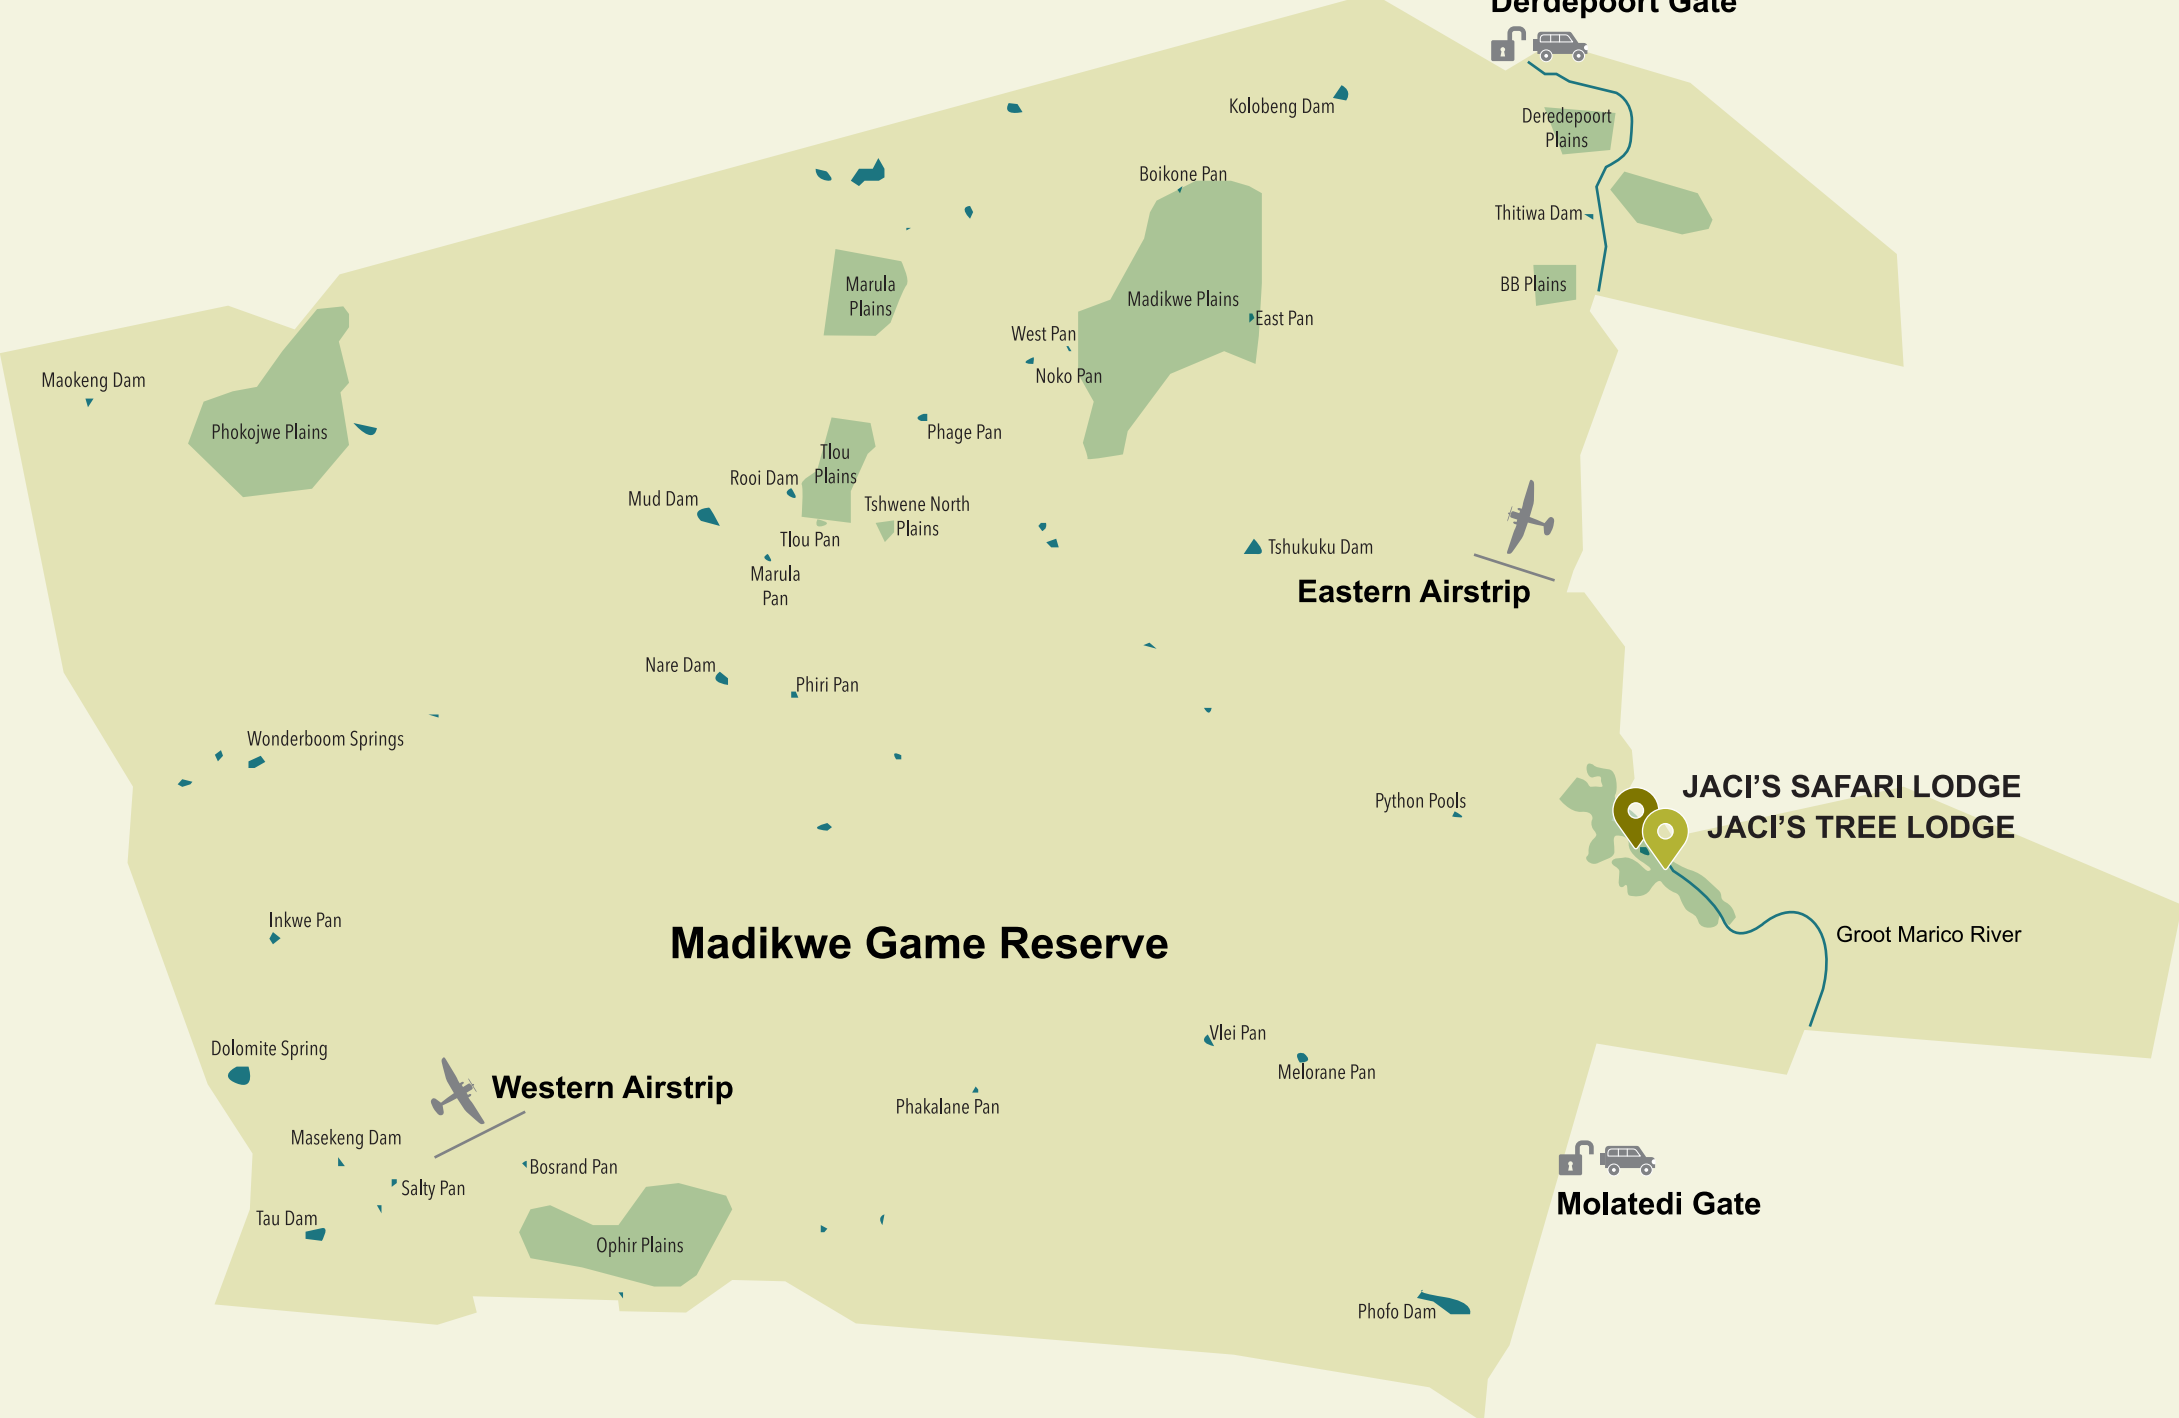 Derdepoort Gate
Kolobeng Dam
Deredepoort
Plains
Boikone Pan
Thitiwa Dam
Marula
Plains
BB Plains
Madikwe Plains
East Pan
West Pan
Noko Pan
Maokeng Dam
Phokojwe Plains
Phage Pan
Tlou
Plains
Rooi Dam
Mud Dam
Tshwene North
Plains
Tlou Pan
Marula
Pan
Tshukuku Dam
Eastern Airstrip
Nare Dam
Phiri Pan
Wonderboom Springs
Python Pools
JACI’S SAFARI LODGE
JACI’S TREE LODGE
Inkwe Pan
Madikwe Game Reserve
Groot Marico River
Dolomite Spring
Vlei Pan
Melorane Pan
Western Airstrip
Phakalane Pan
Masekeng Dam
Bosrand Pan
Salty Pan
Tau Dam
Molatedi Gate
Ophir Plains
Phofo Dam